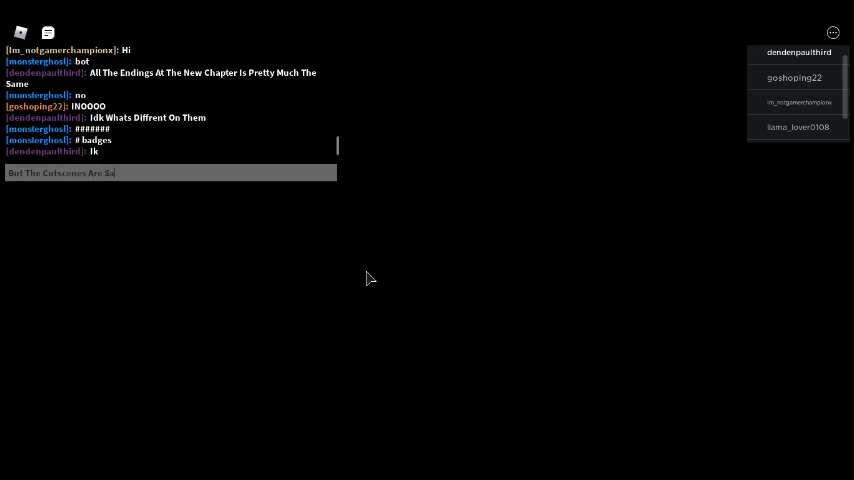 [Im_notgamerchampionx]: Hi
[monsterghosl]: bot
[dendenpaulthird]: All The Endings At The New Chapter Is Pretty Much The
Same
[monsterghosl]: no
[goshoping22]: INOOOO
[dendenpaulthird]: Idk Whats Diffrent On Them
[monsterghosl]: #######
[monsterghosl]: # badges
[dendenpaulthird]: Ik
But The Cutscenes Are Sa
dendenpaulthird
goshoping22
Im_notgamerchampionx
llama_lover0108